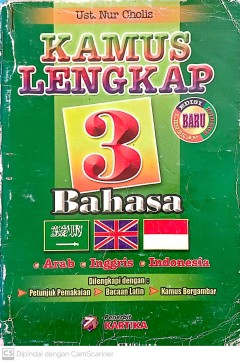 Ust. Nur Cholis
KAMUS
LENGKAP
EDISI
BARU
3
Bahasa
Arab Inggris Indonesia
Dilengkapi dengan :
Petunjuk Pemakaian Bacaan Latin Kamus Bergambar
Penerbit
KARTIKA
CS Dipindai dengan CamScanner